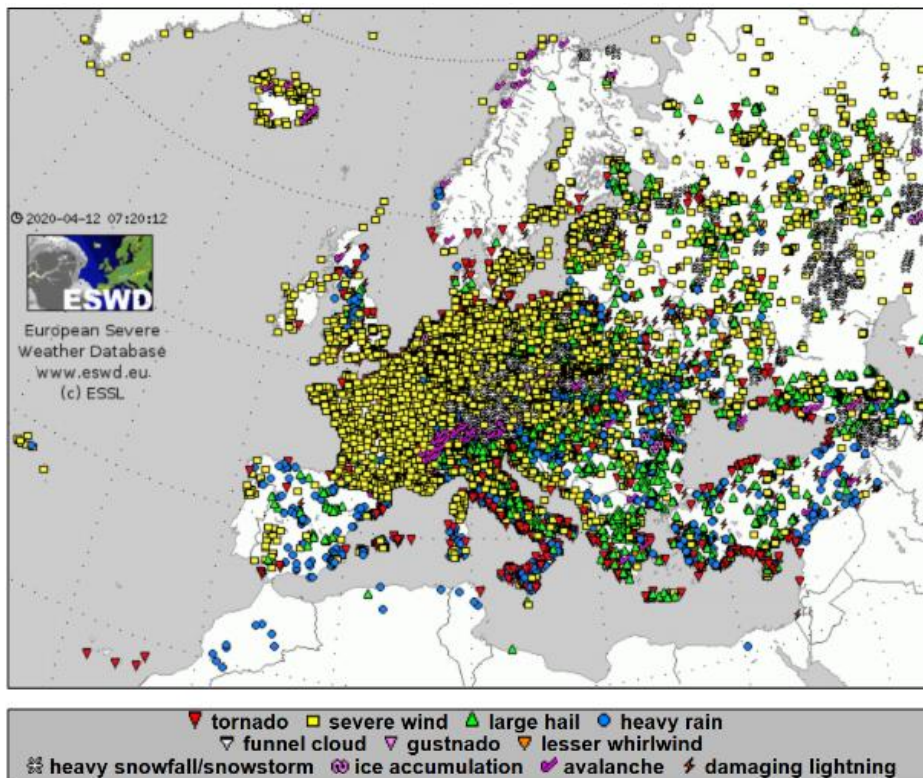 2020-04-12 07:20:12
ESWD
European Severe
Weather Database
www.eswd.eu
(c) ESSL
tornado severe wind large hail heavy rain
funnel cloud gustnado lesser whirlwind
heavy snowfall/snowstorm ice accumulation avalanche damaging lightning